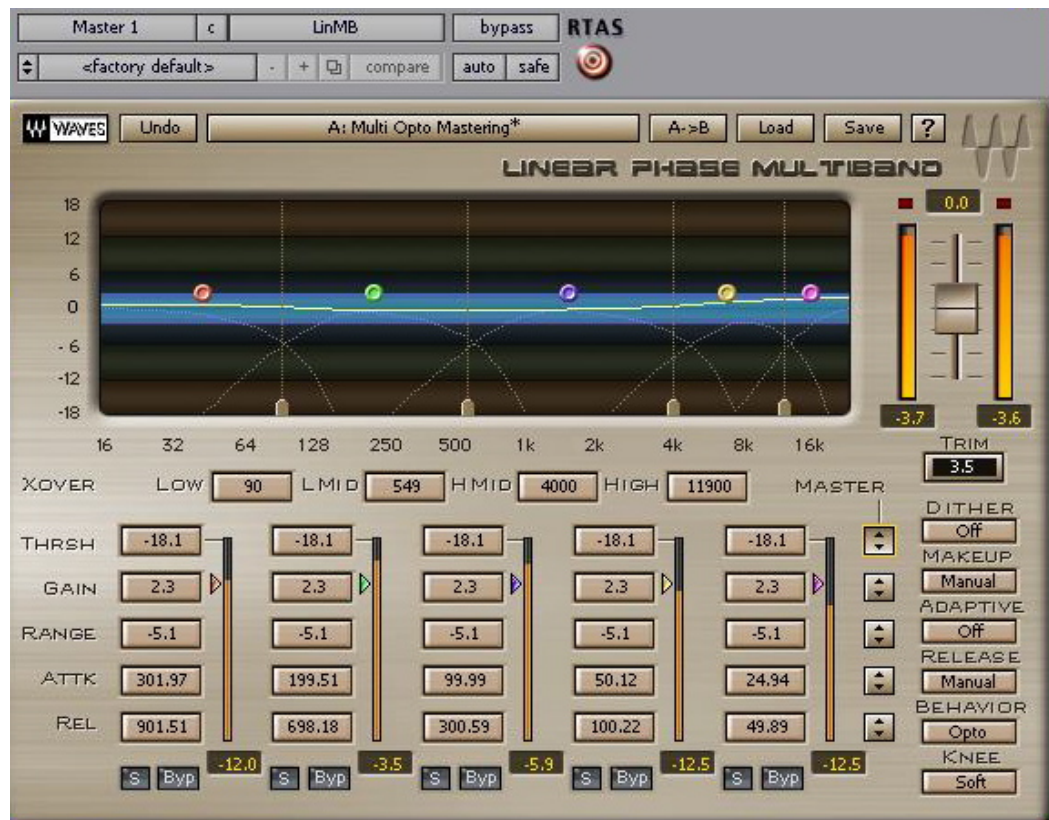 Master 1 c LinMB bypass RTAS
<factory default> - + compare auto safe
WAVES Undo A: Multi Opto Mastering* A->B Load Save ?
LINEAR PHASE MULTIBAND
18
12
6
0
-6
-12
-18
0.0
-3.7 -3.6
16 32 64 128 250 500 1k 2k 4k 8k 16k
TRIM
3.5
XOVER LOW 90 LMID 549 HMID 4000 HIGH 11900 MASTER
THRSH -18.1 -18.1 -18.1 -18.1 -18.1
GAIN 2.3 2.3 2.3 2.3 2.3
RANGE -5.1 -5.1 -5.1 -5.1 -5.1
ATTK 301.97 199.51 99.99 50.12 24.94
REL 901.51 698.18 300.59 100.22 49.89
-12.0 -3.5 -5.9 -12.5 -12.5
S Byp S Byp S Byp S Byp S Byp
DITHER
Off
MAKEUP
Manual
ADAPTIVE
Off
RELEASE
Manual
BEHAVIOR
Opto
KNEE
Soft